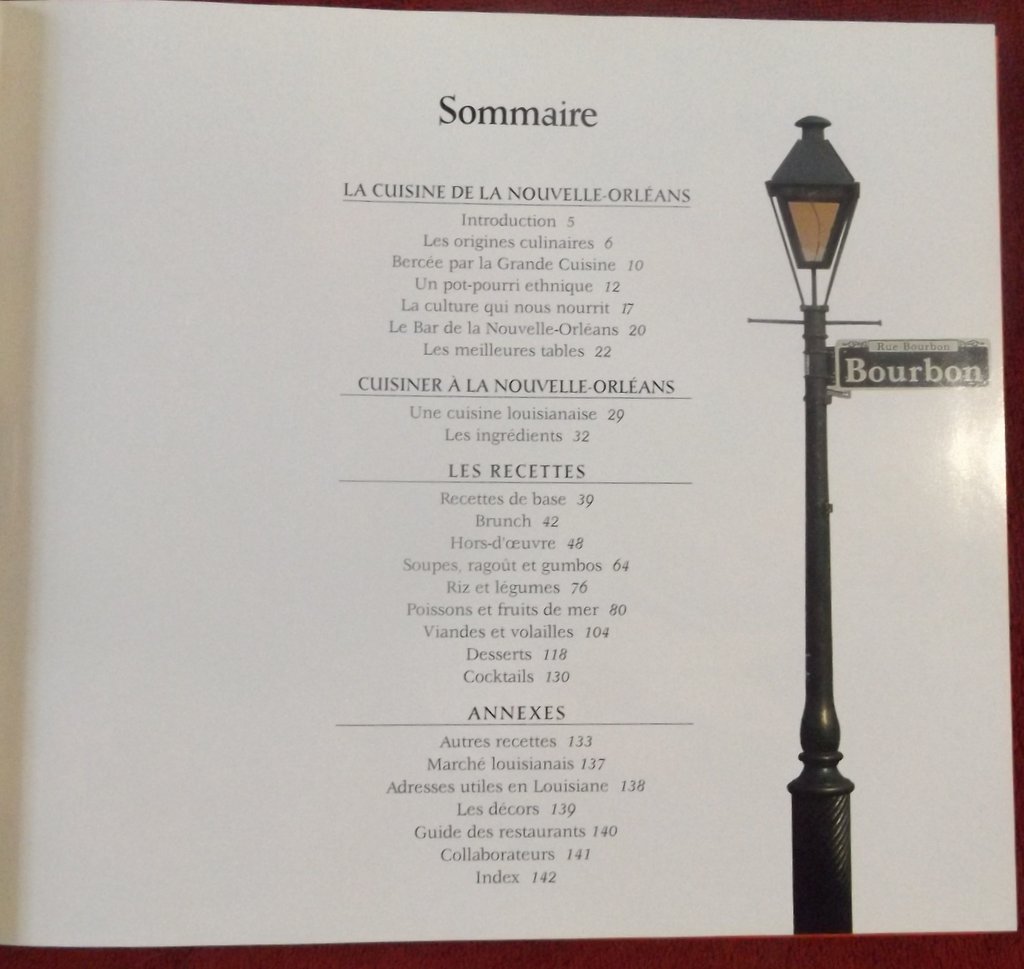 Sommaire
LA CUISINE DE LA NOUVELLE-ORLÉANS
Introduction 5
Les origines culinaires 6
Bercée par la Grande Cuisine 10
Un pot-pourri ethnique 12
La culture qui nous nourrit 17
Le Bar de la Nouvelle-Orléans 20
Les meilleures tables 22
CUISINER À LA NOUVELLE-ORLÉANS
Une cuisine louisianaise 29
Les ingrédients 32
LES RECETTES
Recettes de base 39
Brunch 42
Hors-d'œuvre 48
Soupes, ragoût et gumbos 64
Riz et légumes 76
Poissons et fruits de mer 80
Viandes et volailles 104
Desserts 118
Cocktails 130
ANNEXES
Autres recettes 133
Marché louisianais 137
Adresses utiles en Louisiane 138
Les décors 139
Guide des restaurants 140
Collaborateurs 141
Index 142
Rue Bourbon
Bourbon